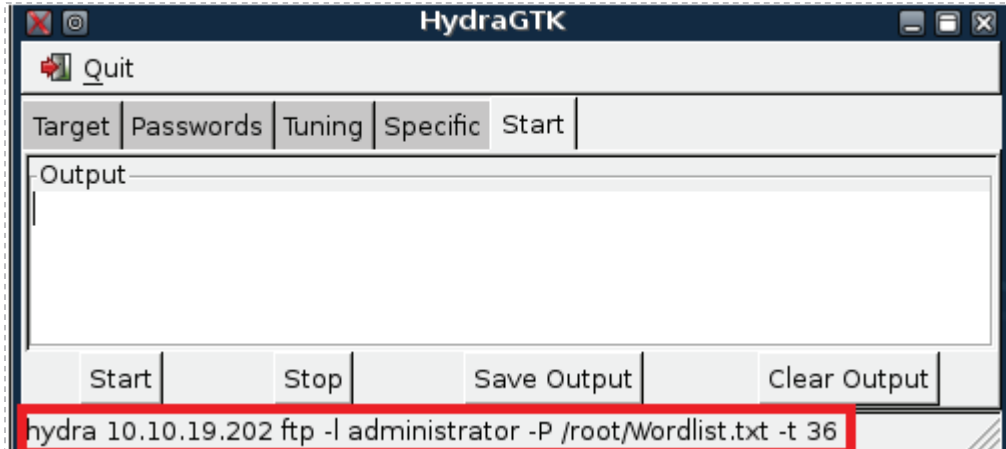 HydraGTK
Quit
Target Passwords Tuning Specific Start
Output
Start Stop Save Output Clear Output
hydra 10.10.19.202 ftp -l administrator -P /root/Wordlist.txt -t 36